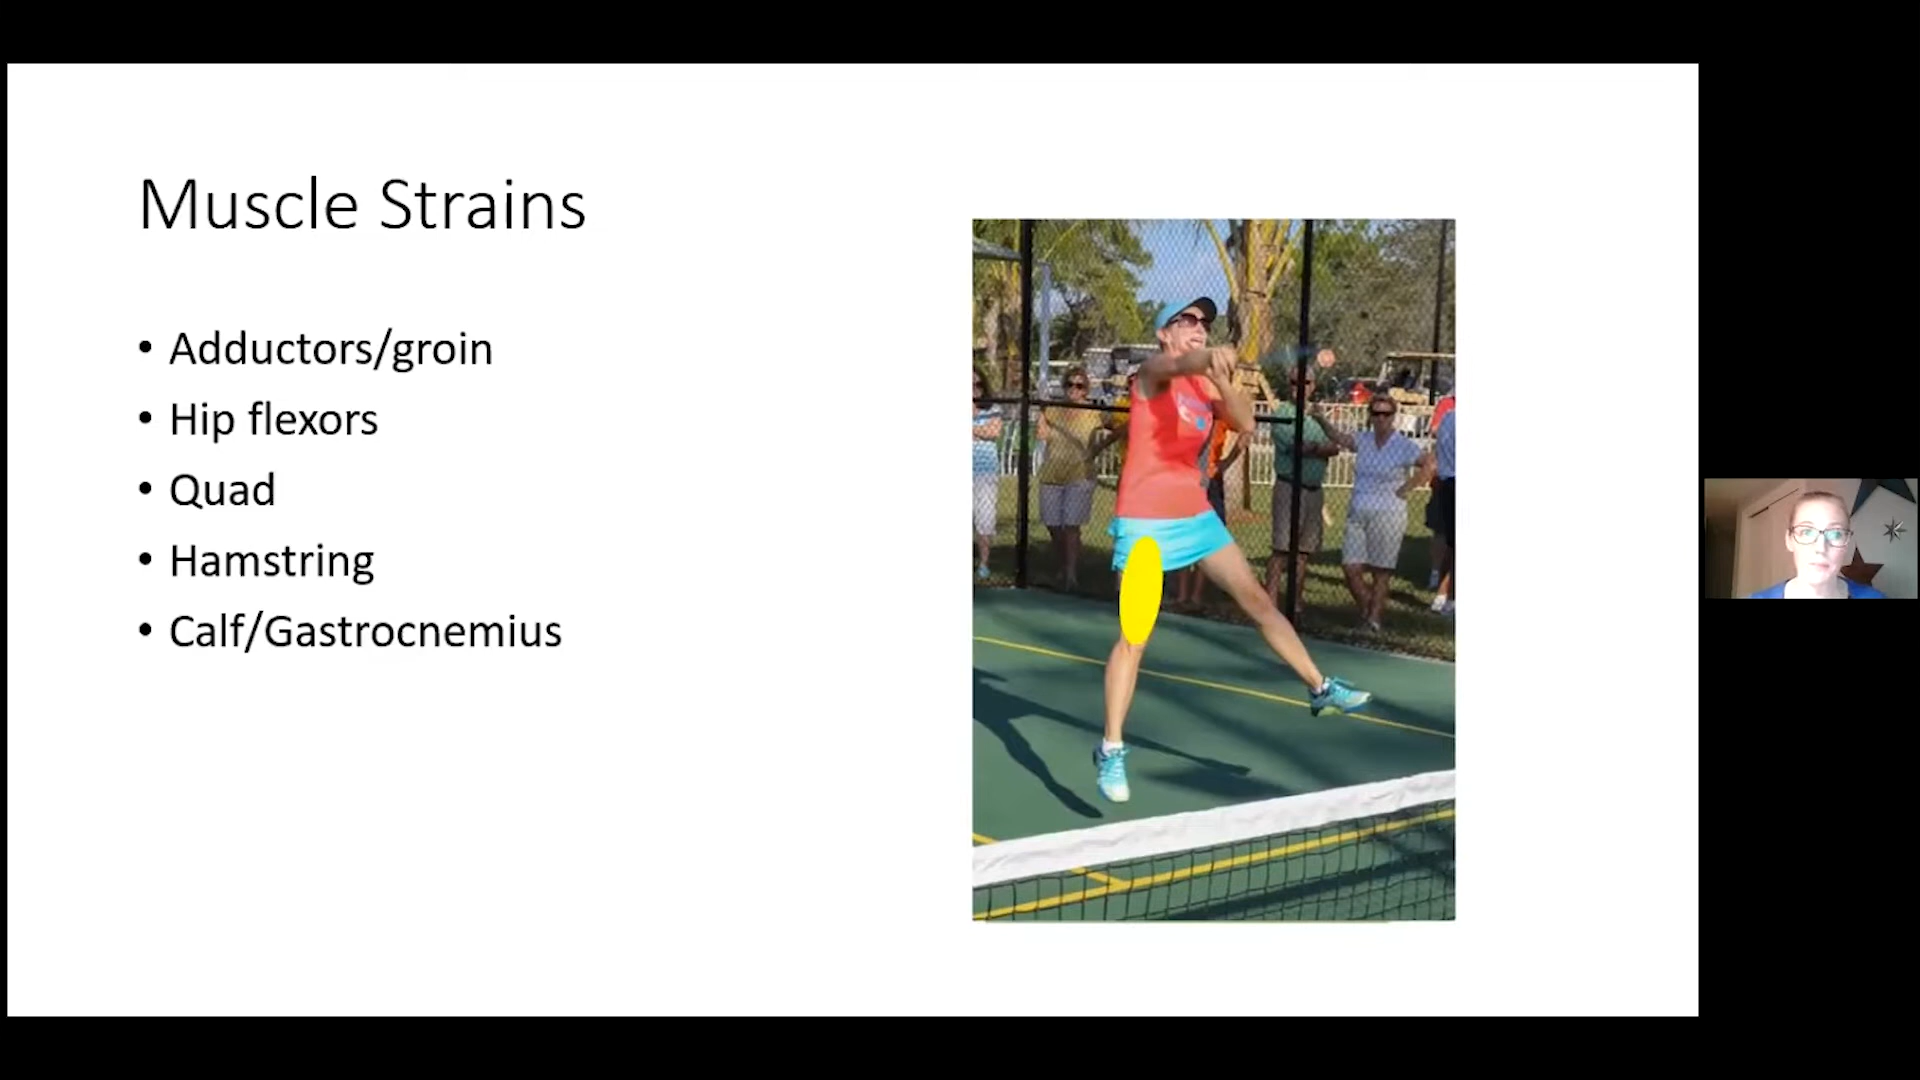 Muscle Strains
• Adductors/groin
• Hip flexors
• Quad
• Hamstring
• Calf/Gastrocnemius